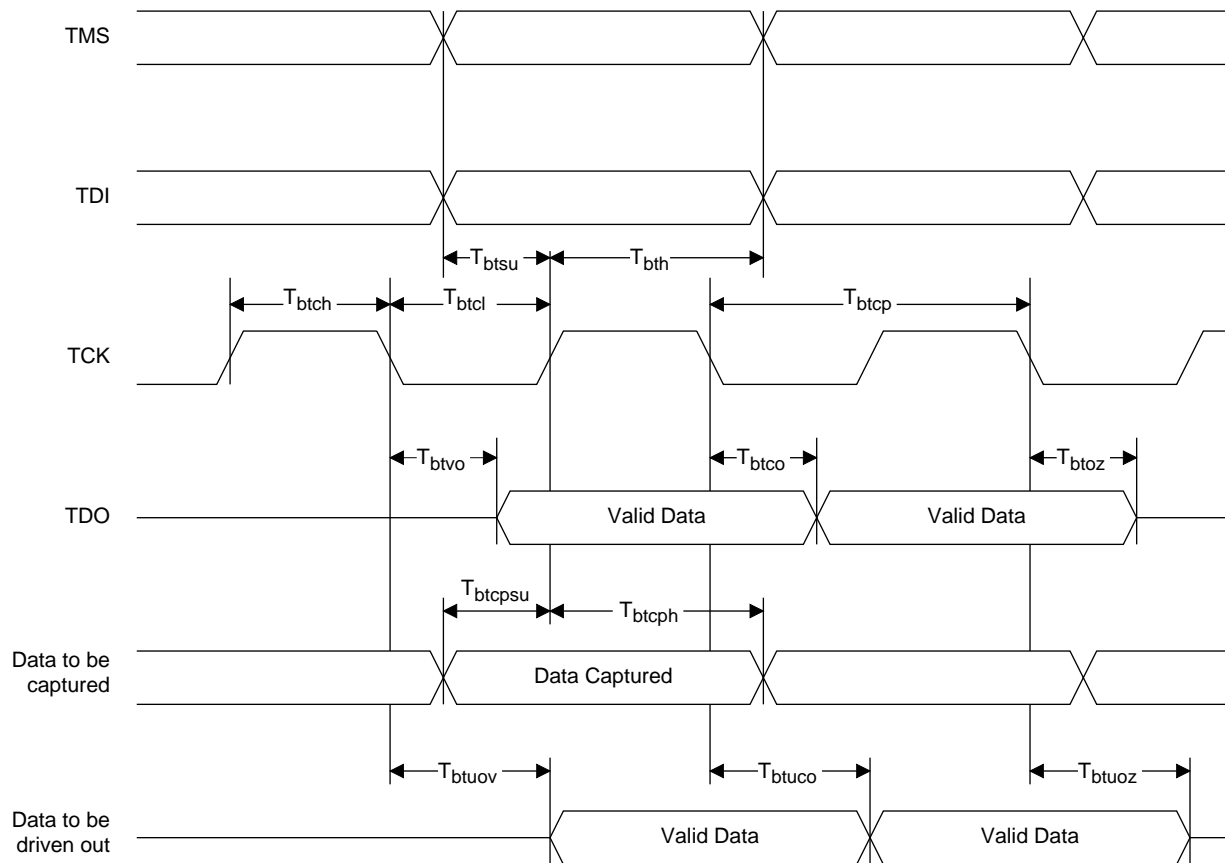 TMS
TDI
Tbtsu
Tbth
Tbtch
Tbtcl
Tbtcp
TCK
Tbtvo
Tbtco
Tbtoz
TDO
Valid Data
Valid Data
Tbtcpsu
Tbtcph
Data to be
captured
Data Captured
Tbtuov
Tbtuco
Tbtuoz
Data to be
driven out
Valid Data
Valid Data